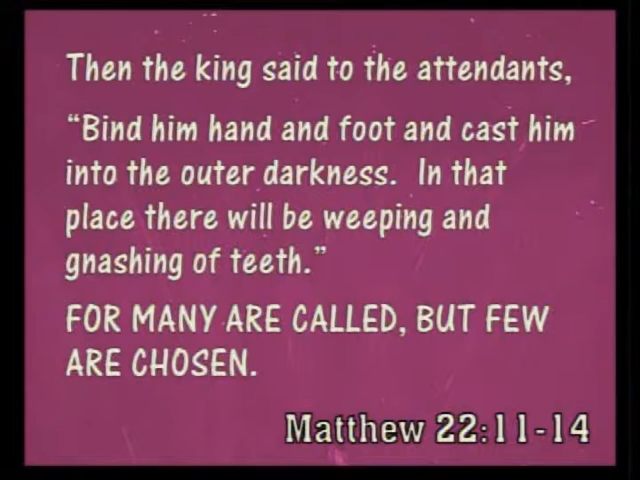 Then the king said to the attendants,
“Bind him hand and foot and cast him
into the outer darkness.  In that
place there will be weeping and
gnashing of teeth.”
FOR MANY ARE CALLED, BUT FEW
ARE CHOSEN.
Matthew 22:11-14